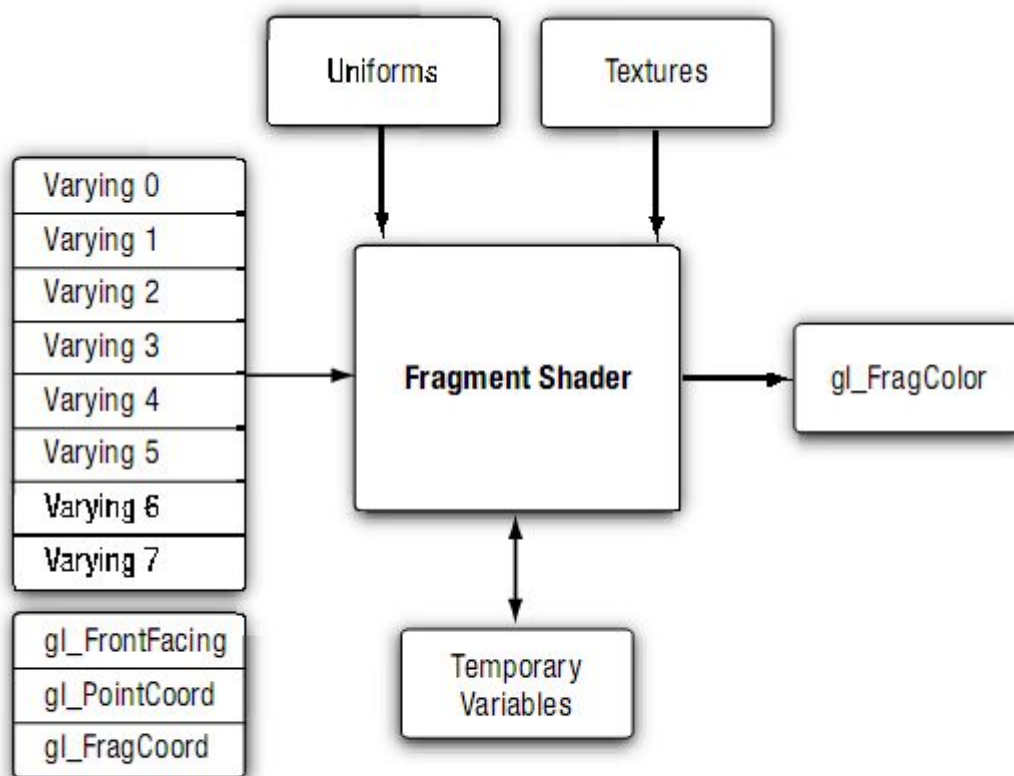 Uniforms
Textures
Varying 0
Varying 1
Varying 2
Varying 3
Varying 4
Varying 5
Varying 6
Varying 7
gl_FrontFacing
gl_PointCoord
gl_FragCoord
Fragment Shader
gl_FragColor
Temporary
Variables